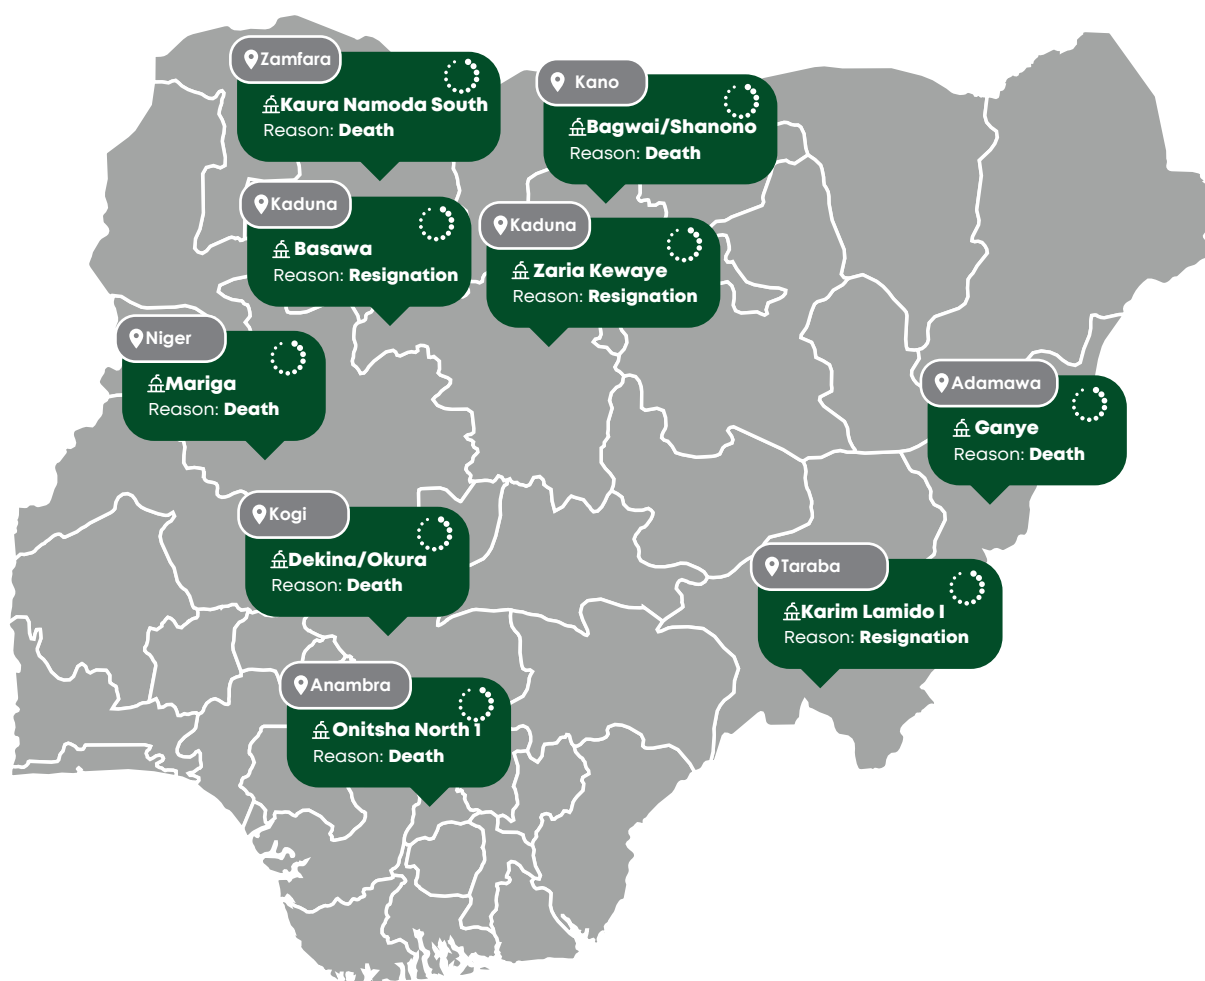 Zamfara
Kaura Namoda South
Reason: Death
Kano
Bagwai/Shanono
Reason: Death
Kaduna
Basawa
Reason: Resignation
Kaduna
Zaria Kewaye
Reason: Resignation
Niger
Mariga
Reason: Death
Adamawa
Ganye
Reason: Death
Kogi
Dekina/Okura
Reason: Death
Taraba
Karim Lamido I
Reason: Resignation
Anambra
Onitsha North 1
Reason: Death